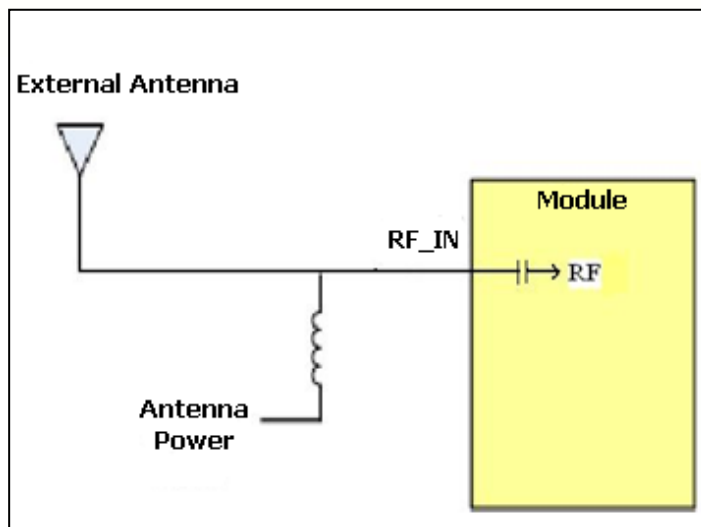 External Antenna
Module
RF_IN
RF
Antenna
Power